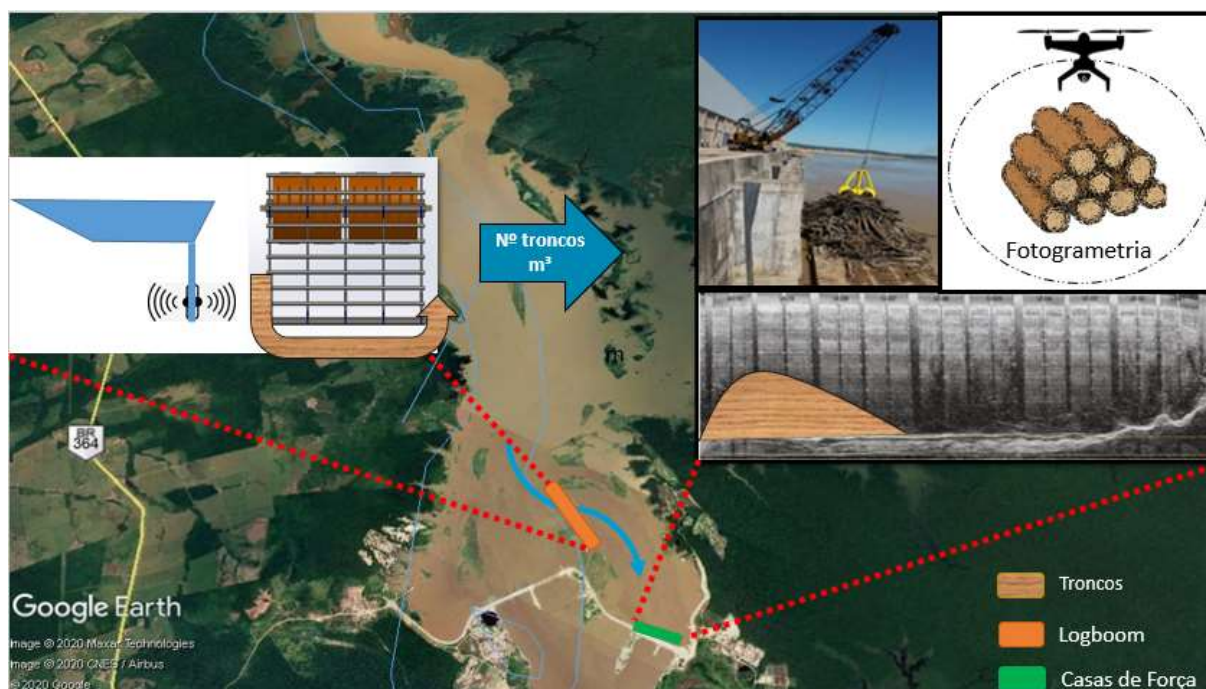 Nº troncos
m³
Fotogrametria
m
BR
364
Google Earth
Image © 2020 Maxar Technologies
Image © 2020 CNES / Airbus
© 2020 Google
Troncos
Logboom
Casas de Força